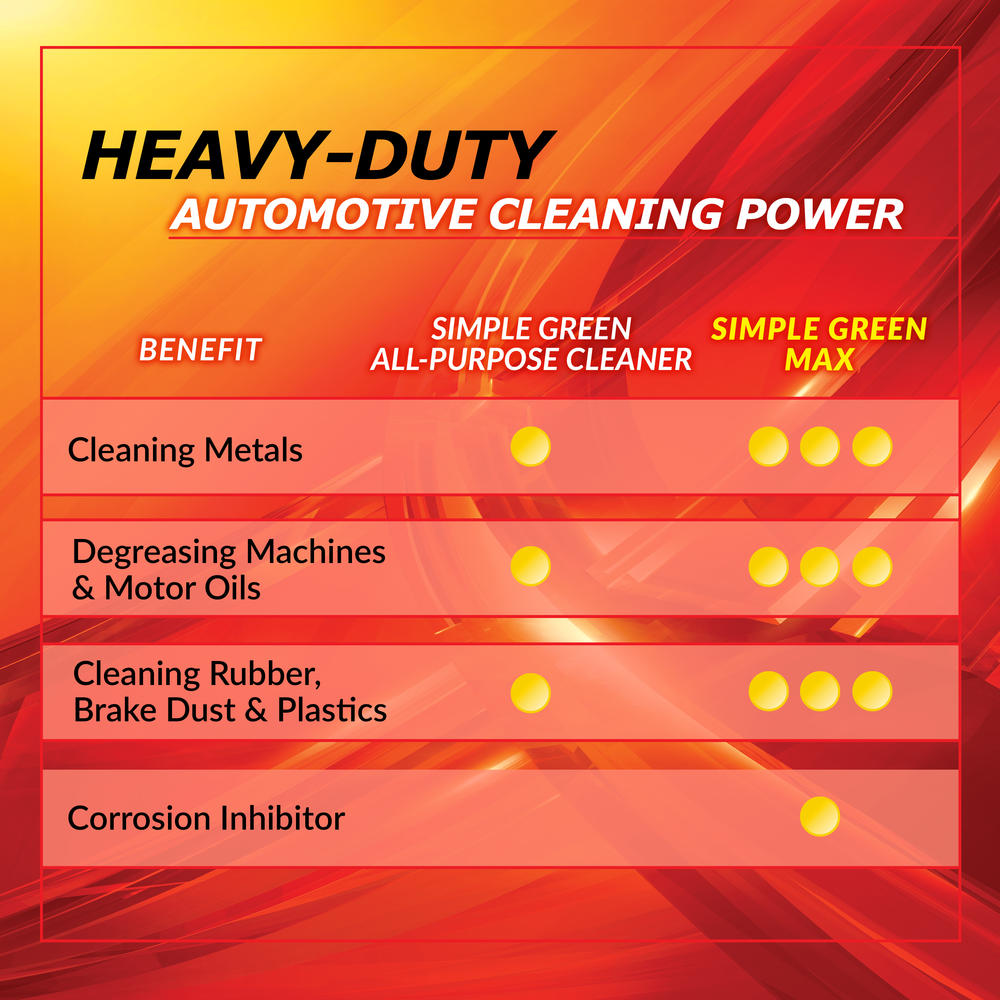 HEAVY-DUTY
AUTOMOTIVE CLEANING POWER
BENEFIT
SIMPLE GREEN
ALL-PURPOSE CLEANER
SIMPLE GREEN
MAX
Cleaning Metals
Degreasing Machines
& Motor Oils
Cleaning Rubber,
Brake Dust & Plastics
Corrosion Inhibitor